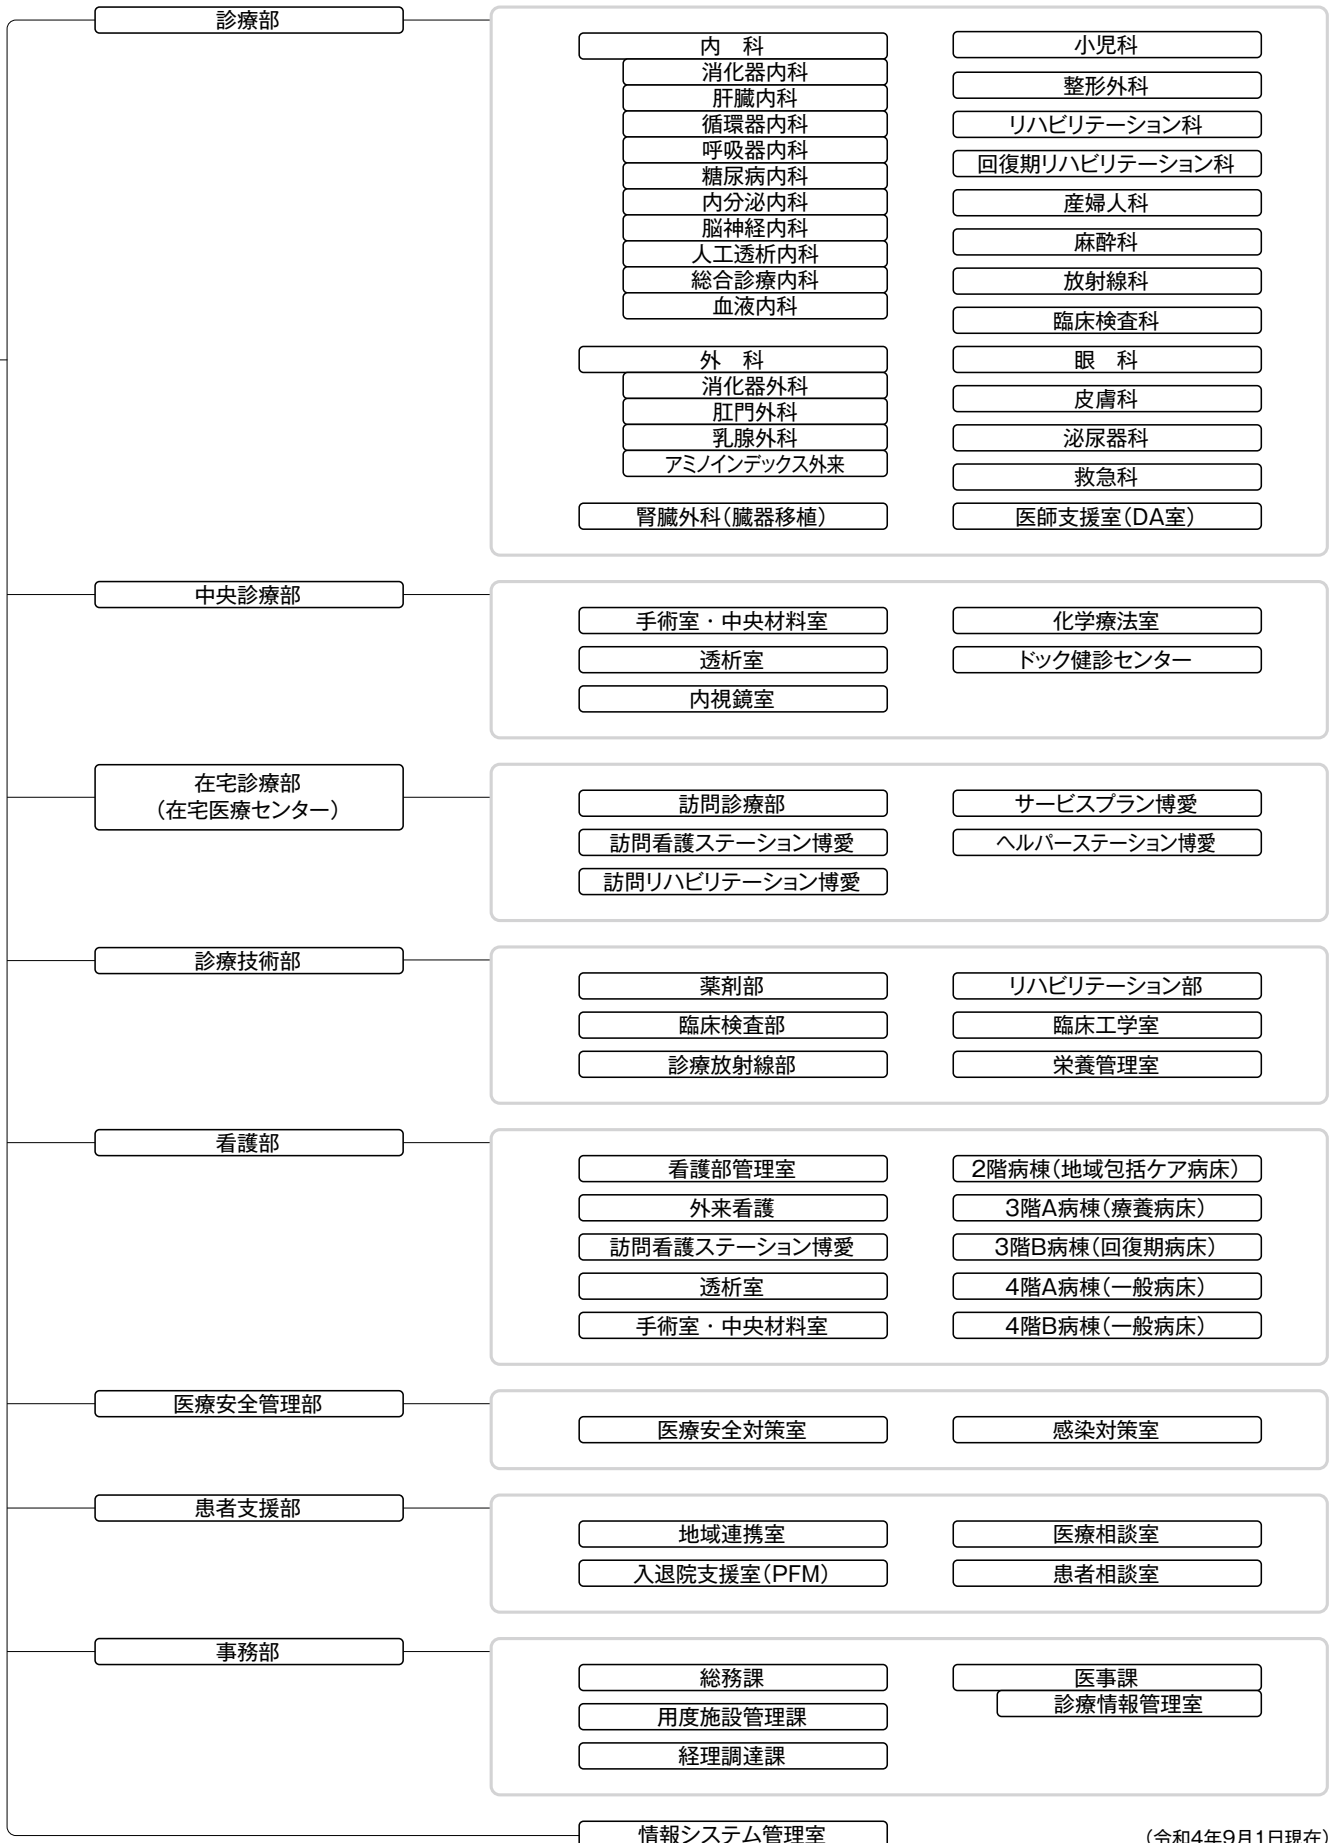 診療部
内　科
消化器内科
肝臓内科
循環器内科
呼吸器内科
糖尿病内科
内分泌内科
脳神経内科
人工透析内科
総合診療内科
血液内科
外　科
消化器外科
肛門外科
乳腺外科
アミノインデックス外来
腎臓外科（臓器移植）
小児科
整形外科
リハビリテーション科
回復期リハビリテーション科
産婦人科
麻酔科
放射線科
臨床検査科
眼　科
皮膚科
泌尿器科
救急科
医師支援室（DA室）
中央診療部
手術室・中央材料室
透析室
内視鏡室
化学療法室
ドック健診センター
在宅診療部
（在宅医療センター）
訪問診療部
訪問看護ステーション博愛
訪問リハビリテーション博愛
サービスプラン博愛
ヘルパーステーション博愛
診療技術部
薬剤部
臨床検査部
診療放射線部
リハビリテーション部
臨床工学室
栄養管理室
看護部
看護部管理室
外来看護
訪問看護ステーション博愛
透析室
手術室・中央材料室
2階病棟（地域包括ケア病床）
3階A病棟（療養病床）
3階B病棟（回復期病床）
4階A病棟（一般病床）
4階B病棟（一般病床）
医療安全管理部
医療安全対策室
感染対策室
患者支援部
地域連携室
入退院支援室（PFM）
医療相談室
患者相談室
事務部
総務課
用度施設管理課
経理調達課
医事課
診療情報管理室
情報システム管理室
（令和4年9月1日現在）